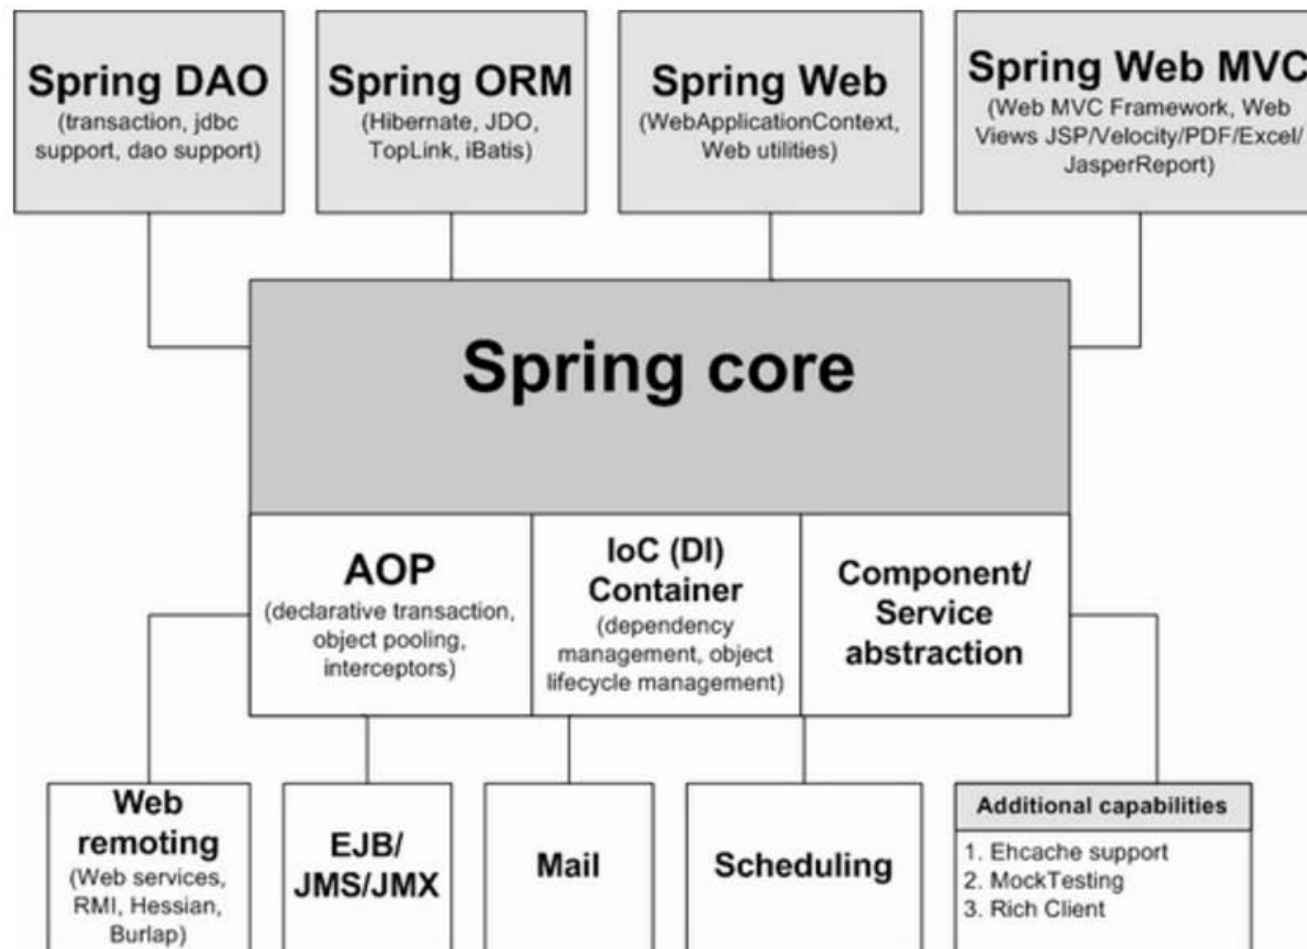 Spring DAO
(transaction, jdbc
support, dao support)
Spring ORM
(Hibernate, JDO,
TopLink, iBatis)
Spring Web
(WebApplicationContext,
Web utilities)
Spring Web MVC
(Web MVC Framework, Web
Views JSP/Velocity/PDF/Excel/
JasperReport)
Spring core
AOP
(declarative transaction,
object pooling,
interceptors)
IoC (DI)
Container
(dependency
management, object
lifecycle management)
Component/
Service
abstraction
Web
remoting
(Web services,
RMI, Hessian,
Burlap)
EJB/
JMS/JMX
Mail
Scheduling
Additional capabilities
1. Ehcache support
2. MockTesting
3. Rich Client